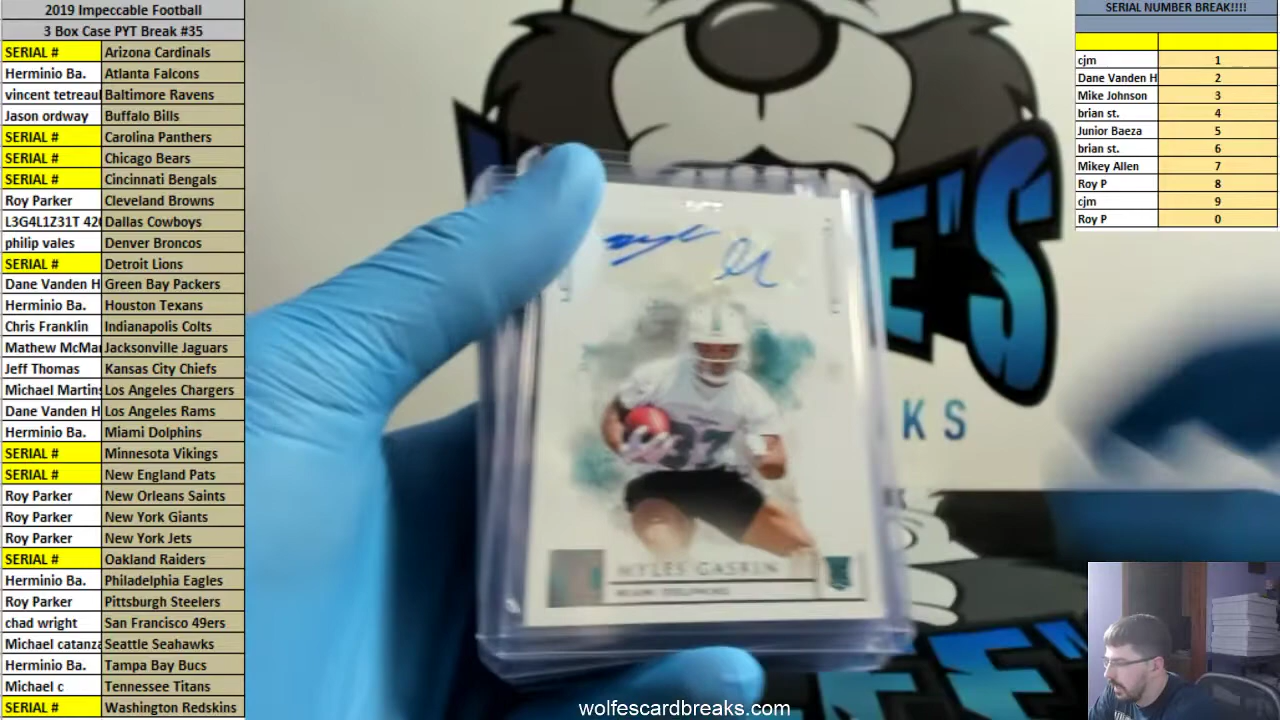 2019 Impeccable Football
3 Box Case PYT Break #35
SERIAL # Arizona Cardinals
Herminio Ba. Atlanta Falcons
vincent tetreaul Baltimore Ravens
Jason ordway Buffalo Bills
SERIAL # Carolina Panthers
SERIAL # Chicago Bears
SERIAL # Cincinnati Bengals
Roy Parker Cleveland Browns
L3G4L1Z31T 420 Dallas Cowboys
philip vales Denver Broncos
SERIAL # Detroit Lions
Dane Vanden H Green Bay Packers
Herminio Ba. Houston Texans
Chris Franklin Indianapolis Colts
Mathew McMan Jacksonville Jaguars
Jeff Thomas Kansas City Chiefs
Michael Martins Los Angeles Chargers
Dane Vanden H Los Angeles Rams
Herminio Ba. Miami Dolphins
SERIAL # Minnesota Vikings
SERIAL # New England Pats
Roy Parker New Orleans Saints
Roy Parker New York Giants
Roy Parker New York Jets
SERIAL # Oakland Raiders
Herminio Ba. Philadelphia Eagles
Roy Parker Pittsburgh Steelers
chad wright San Francisco 49ers
Michael catanza Seattle Seahawks
Herminio Ba. Tampa Bay Bucs
Michael c Tennessee Titans
SERIAL # Washington Redskins
SERIAL NUMBER BREAK!!!!
cjm 1
Dane Vanden H 2
Mike Johnson 3
brian st. 4
Junior Baeza 5
brian st. 6
Mikey Allen 7
Roy P 8
cjm 9
Roy P 0
37
MYLES GASKIN
MIAMI DOLPHINS
wolfescardbreaks.com